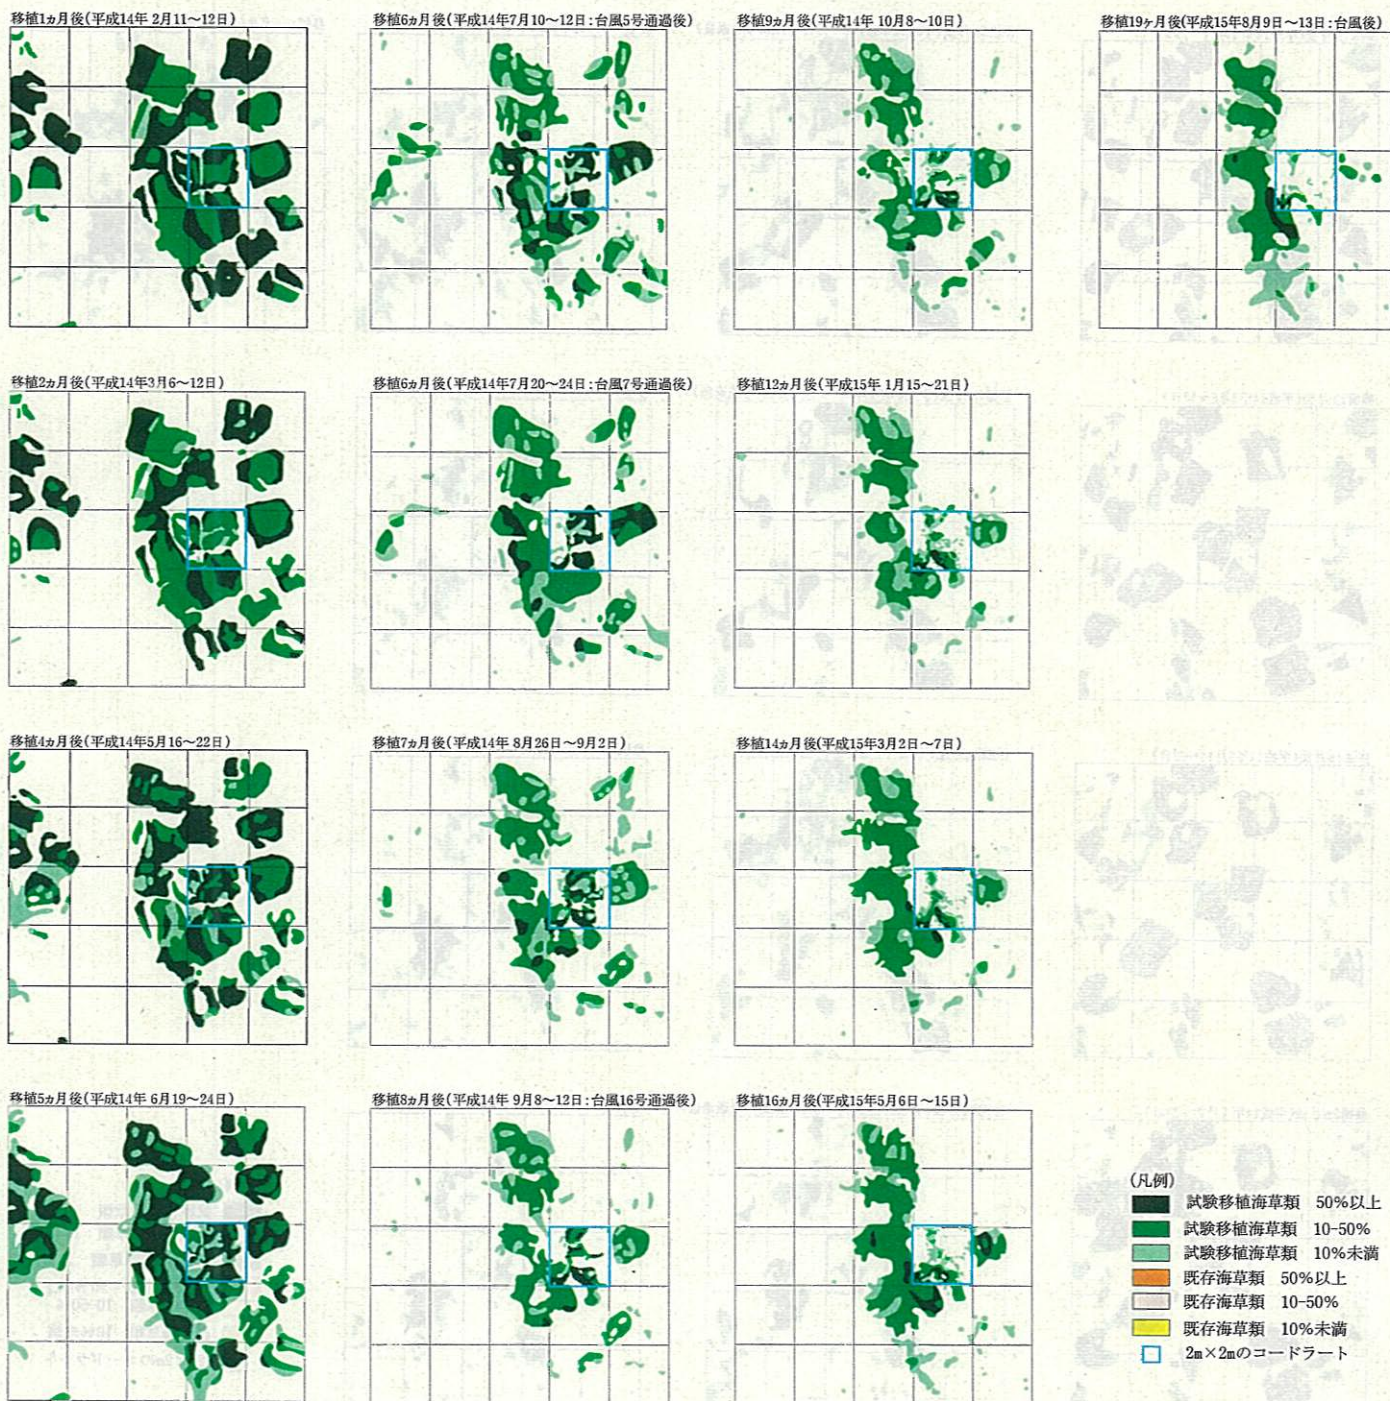 移植1ヵ月後(平成14年 2月11～12日)
移植6ヵ月後(平成14年7月10～12日:台風5号通過後)
移植9ヵ月後(平成14年 10月8～10日)
移植19ヶ月後(平成15年8月9日～13日:台風後)
移植2ヵ月後(平成14年3月6～12日)
移植6ヵ月後(平成14年7月20～24日:台風7号通過後)
移植12ヵ月後(平成15年 1月15～21日)
移植4ヵ月後(平成14年5月16～22日)
移植7ヵ月後(平成14年 8月26日～9月2日)
移植14ヵ月後(平成15年3月2日～7日)
移植5ヵ月後(平成14年 6月19～24日)
移植8ヵ月後(平成14年 9月8～12日:台風16号通過後)
移植16ヵ月後(平成15年5月6日～15日)
(凡例)
試験移植海草類 50%以上
試験移植海草類 10-50%
試験移植海草類 10%未満
既存海草類 50%以上
既存海草類 10-50%
既存海草類 10%未満
2m×2mのコードラート